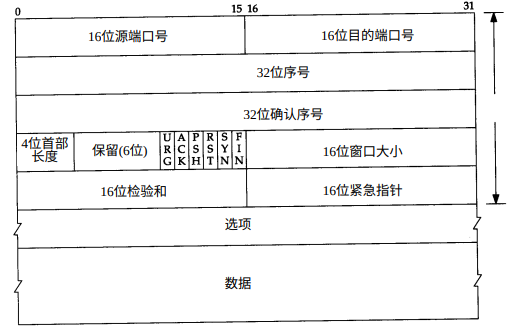 0 15 16 31
16位源端口号 16位目的端口号
32位序号
32位确认序号
4位首部长度 保留(6位) URG ACK PSH RST SYN FIN 16位窗口大小
16位检验和 16位紧急指针
选项
数据